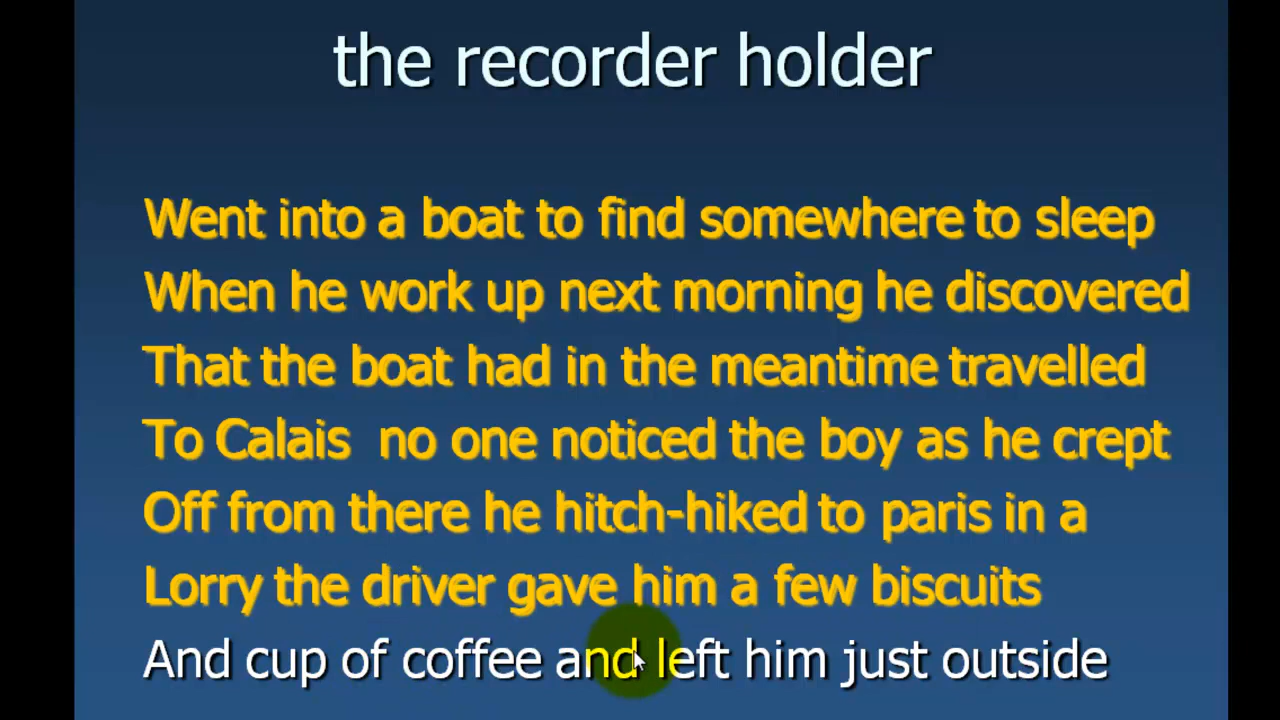 the recorder holder
Went into a boat to find somewhere to sleep
When he work up next morning he discovered
That the boat had in the meantime travelled
To Calais no one noticed the boy as he crept
Off from there he hitch-hiked to paris in a
Lorry the driver gave him a few biscuits
And cup of coffee and left him just outside